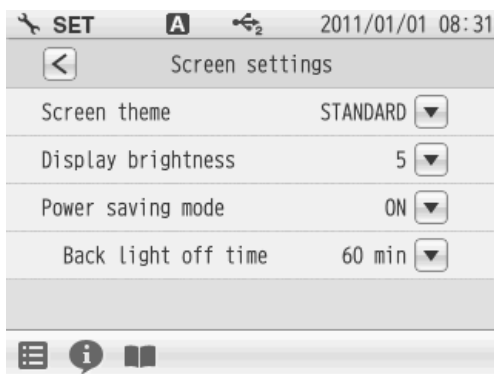 SET A 2 2011/01/01 08:31
Screen settings
Screen theme STANDARD
Display brightness 5
Power saving mode ON
Back light off time 60 min